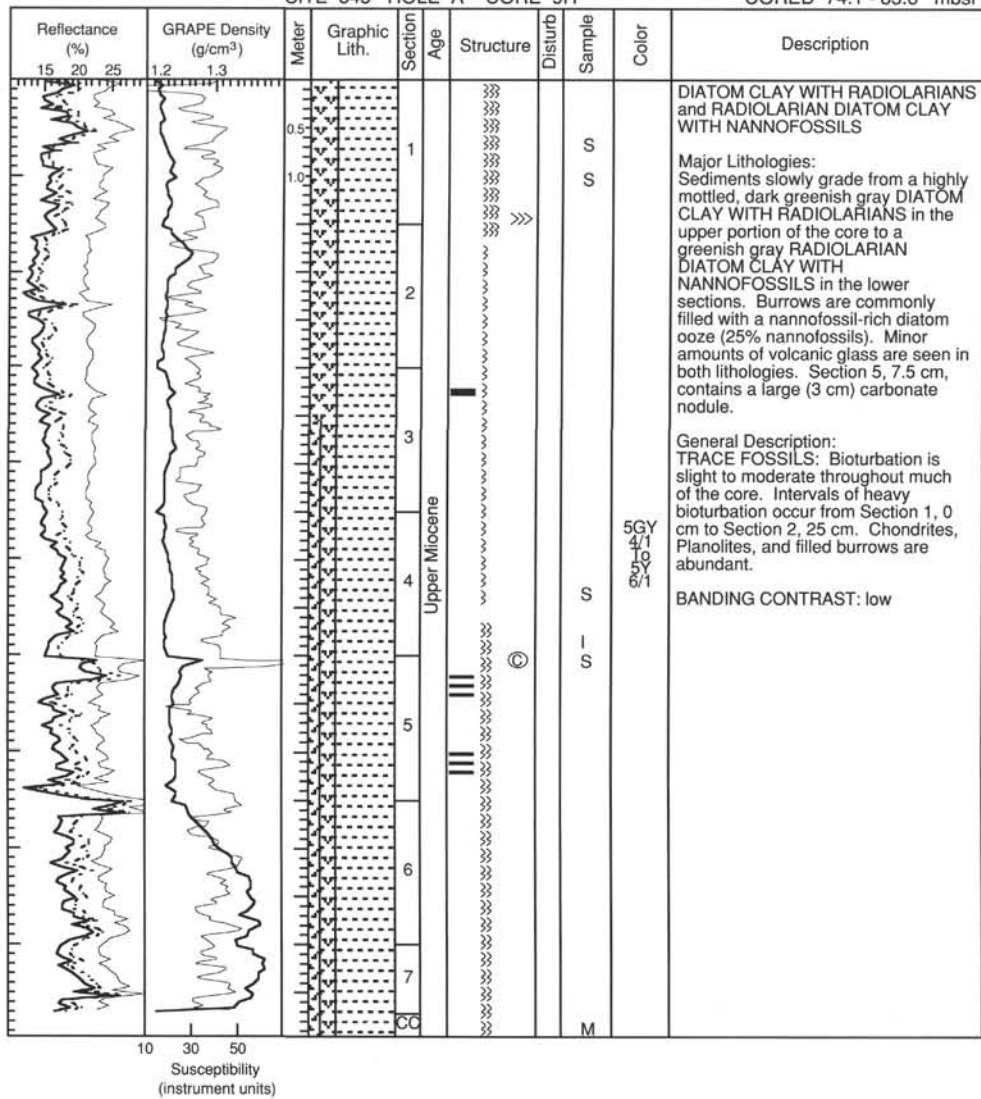 Reflectance
(%)
15 20 25
GRAPE Density
(g/cm³)
1.2 1.3
Meter
Graphic
Lith.
Section
Age
Structure
Disturb
Sample
Color
Description
0.5
1.0
1
2
3
4
5
6
7
CC
Upper Miocene
S
S
S
I
S
M
©
5GY
4/1
To
5Y
6/1
DIATOM CLAY WITH RADIOLARIANS
and RADIOLARIAN DIATOM CLAY
WITH NANNOFOSSILS
Major Lithologies:
Sediments slowly grade from a highly
mottled, dark greenish gray DIATOM
CLAY WITH RADIOLARIANS in the
upper portion of the core to a
greenish gray RADIOLARIAN
DIATOM CLAY WITH
NANNOFOSSILS in the lower
sections. Burrows are commonly
filled with a nannofossil-rich diatom
ooze (25% nannofossils). Minor
amounts of volcanic glass are seen in
both lithologies. Section 5, 7.5 cm,
contains a large (3 cm) carbonate
nodule.
General Description:
TRACE FOSSILS: Bioturbation is
slight to moderate throughout much
of the core. Intervals of heavy
bioturbation occur from Section 1, 0
cm to Section 2, 25 cm. Chondrites,
Planolites, and filled burrows are
abundant.
BANDING CONTRAST: low
10 30 50
Susceptibility
(instrument units)